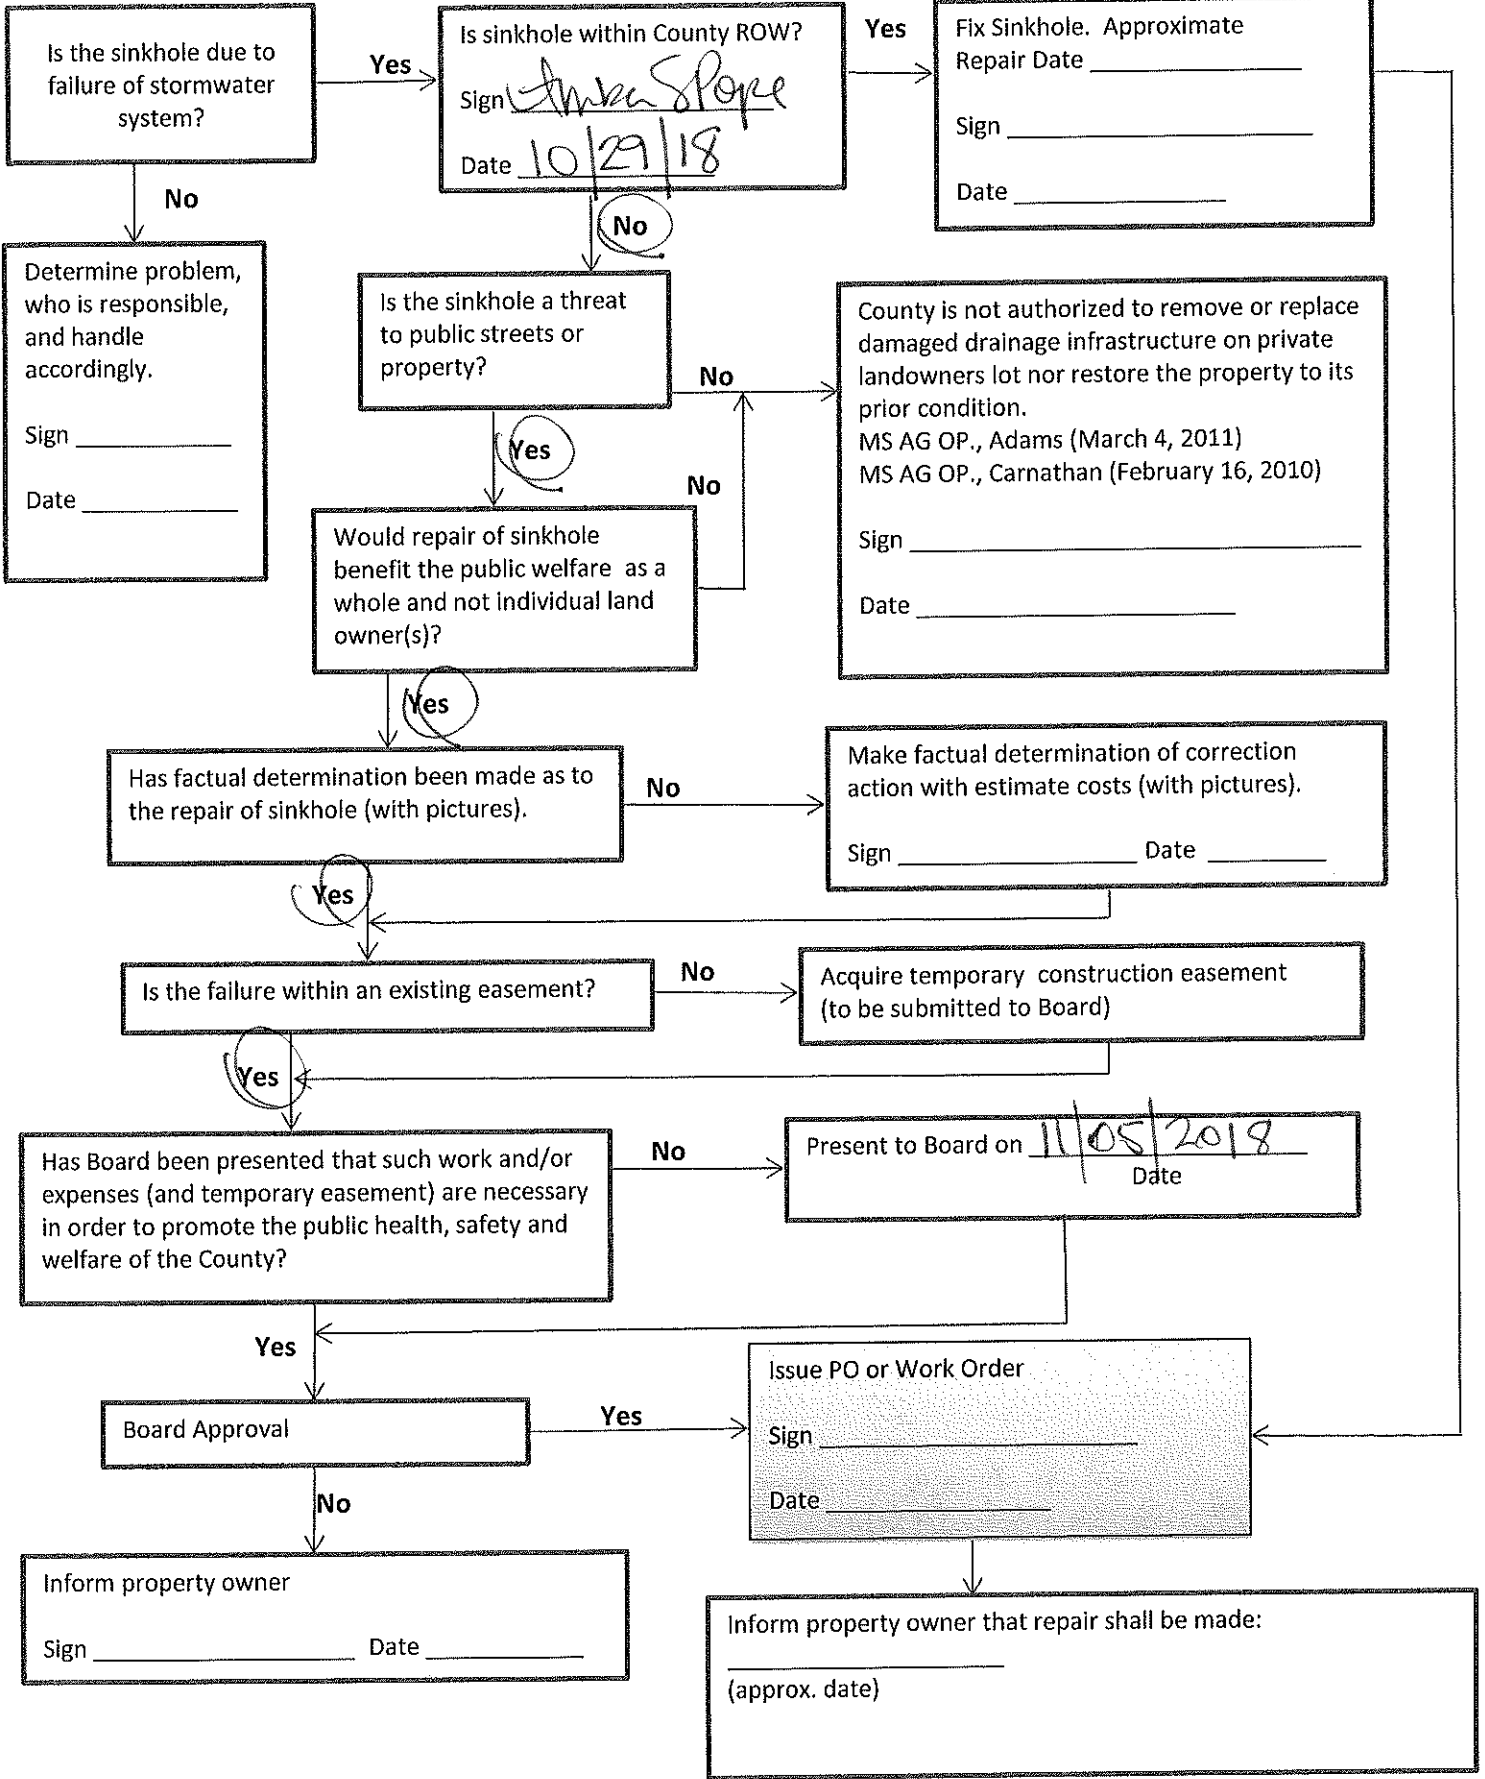 Is the sinkhole due to
failure of stormwater
system?
Yes
Is sinkhole within County ROW?
Sign Amber S Pope
Date 10/29/18
Yes
Fix Sinkhole. Approximate
Repair Date
Sign
Date
No
No
Determine problem,
who is responsible,
and handle
accordingly.
Sign
Date
Is the sinkhole a threat
to public streets or
property?
No
County is not authorized to remove or replace
damaged drainage infrastructure on private
landowners lot nor restore the property to its
prior condition.
MS AG OP., Adams (March 4, 2011)
MS AG OP., Carnathan (February 16, 2010)
Sign
Date
Yes
No
Would repair of sinkhole
benefit the public welfare as a
whole and not individual land
owner(s)?
Yes
Has factual determination been made as to
the repair of sinkhole (with pictures).
No
Make factual determination of correction
action with estimate costs (with pictures).
Sign Date
Yes
Is the failure within an existing easement?
No
Acquire temporary construction easement
(to be submitted to Board)
Yes
Has Board been presented that such work and/or
expenses (and temporary easement) are necessary
in order to promote the public health, safety and
welfare of the County?
No
Present to Board on 11/05/2018
Date
Yes
Board Approval
Yes
Issue PO or Work Order
Sign
Date
No
Inform property owner
Sign Date
Inform property owner that repair shall be made:
(approx. date)